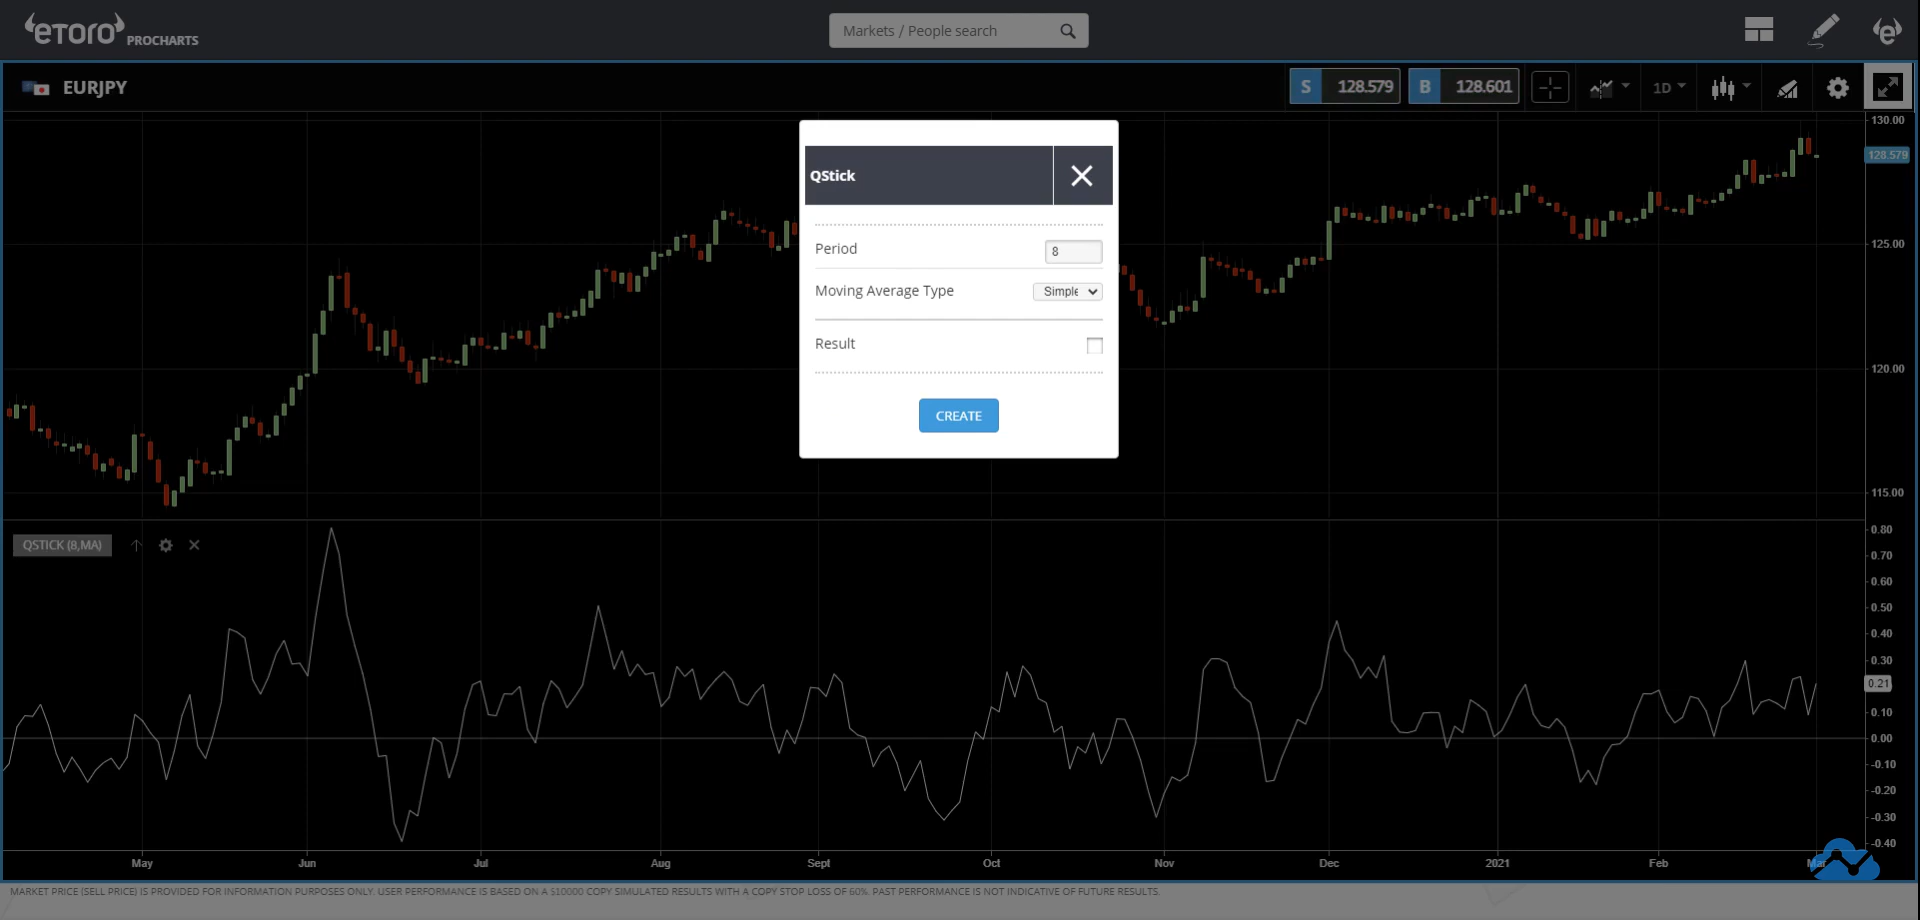 eToro PROCHARTS
Markets / People search
EURJPY
S 128.579 B 128.601 1D
130.00
128.579
125.00
120.00
115.00
QStick
Period 8
Moving Average Type Simple
Result
CREATE
QSTICK (8,MA)
0.80
0.70
0.60
0.50
0.40
0.30
0.21
0.10
0.00
-0.10
-0.20
-0.30
-0.40
May Jun Jul Aug Sept Oct Nov Dec 2021 Feb Mar
MARKET PRICE (SELL PRICE) IS PROVIDED FOR INFORMATION PURPOSES ONLY. USER PERFORMANCE IS BASED ON A $10000 COPY SIMULATED RESULTS WITH A COPY STOP LOSS OF 60%. PAST PERFORMANCE IS NOT INDICATIVE OF FUTURE RESULTS.